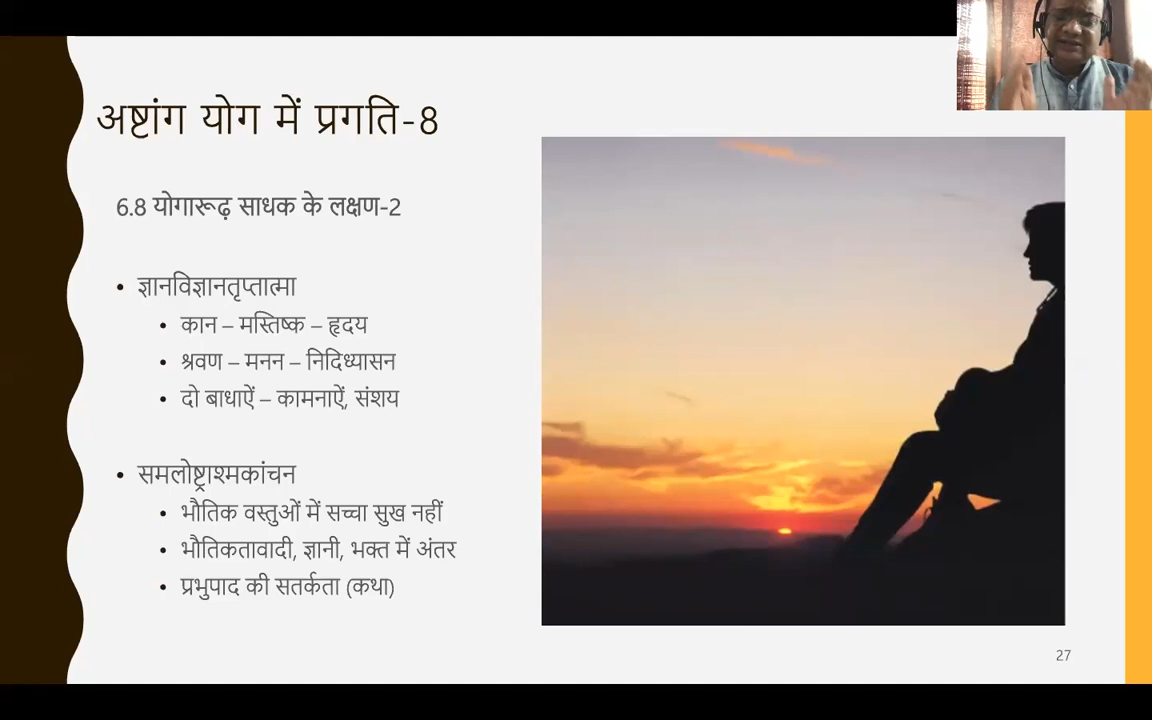 अष्टांग योग में प्रगति-8
6.8 योगारूढ़ साधक के लक्षण-2
• ज्ञानविज्ञानतृप्तात्मा
• कान – मस्तिष्क – हृदय
• श्रवण – मनन – निदिध्यासन
• दो बाधाऐं – कामनाऐं, संशय
• समलोष्ट्राश्मकांचन
• भौतिक वस्तुओं में सच्चा सुख नहीं
• भौतिकतावादी, ज्ञानी, भक्त में अंतर
• प्रभुपाद की सतर्कता (कथा)
27